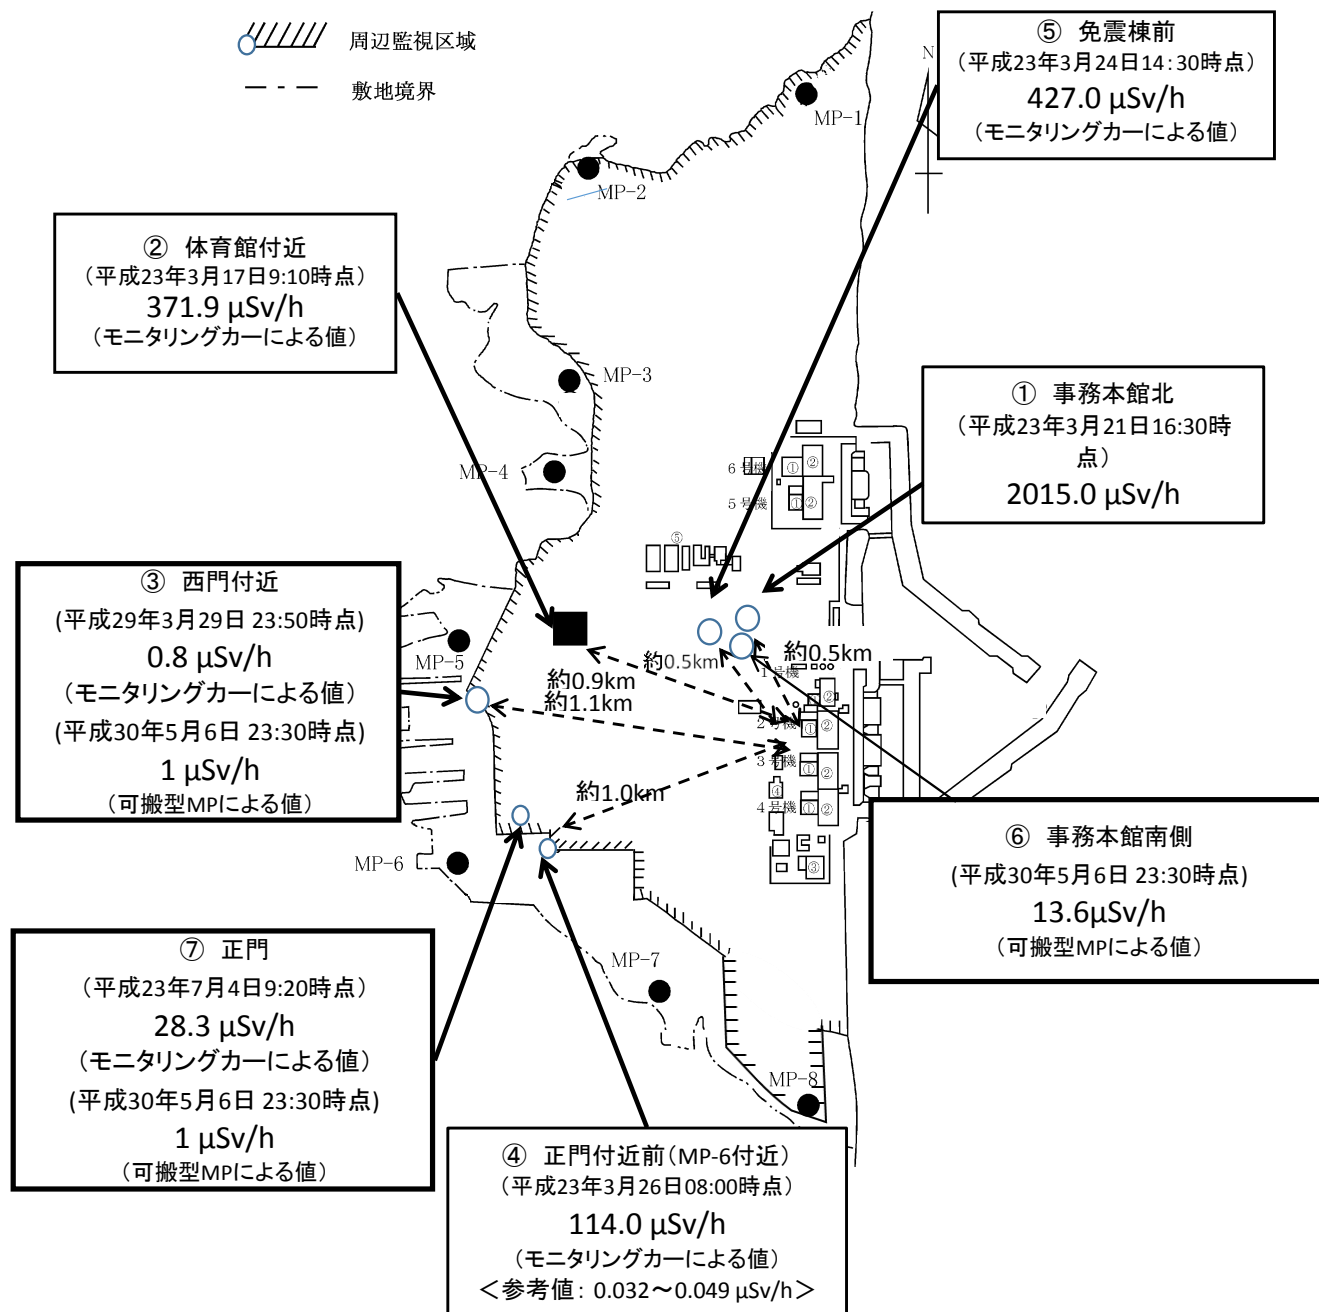 周辺監視区域
敷地境界
⑤ 免震棟前
(平成23年3月24日14:30時点)
427.0 μSv/h
(モニタリングカーによる値)
N
MP-1
MP-2
② 体育館付近
(平成23年3月17日9:10時点)
371.9 μSv/h
(モニタリングカーによる値)
MP-3
① 事務本館北
(平成23年3月21日16:30時
点)
2015.0 μSv/h
MP-4
6号機
① ②
5号機
① ②
⑤
③ 西門付近
(平成29年3月29日 23:50時点)
0.8 μSv/h
(モニタリングカーによる値)
(平成30年5月6日 23:30時点)
1 μSv/h
(可搬型MPによる値)
MP-5
約0.9km
約1.1km
約0.5km
約0.5km
1号機
②
2号機
① ②
3号機
① ②
④
4号機
① ②
③
約1.0km
MP-6
⑥ 事務本館南側
(平成30年5月6日 23:30時点)
13.6μSv/h
(可搬型MPによる値)
⑦ 正門
(平成23年7月4日9:20時点)
28.3 μSv/h
(モニタリングカーによる値)
(平成30年5月6日 23:30時点)
1 μSv/h
(可搬型MPによる値)
MP-7
MP-8
④ 正門付近前(MP-6付近)
(平成23年3月26日08:00時点)
114.0 μSv/h
(モニタリングカーによる値)
<参考値: 0.032~0.049 μSv/h>